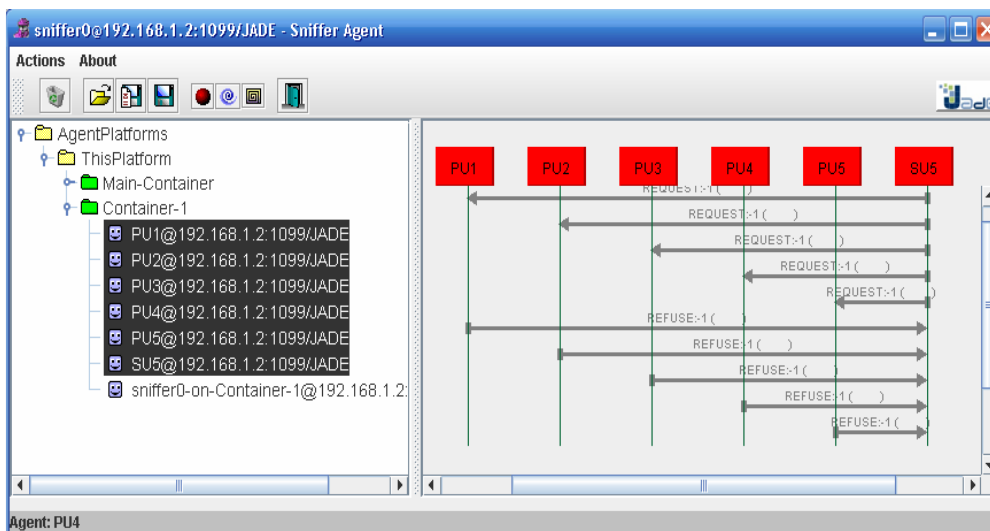 sniffer0@192.168.1.2:1099/JADE - Sniffer Agent
Actions About
Jade
AgentPlatforms
ThisPlatform
Main-Container
Container-1
PU1@192.168.1.2:1099/JADE
PU2@192.168.1.2:1099/JADE
PU3@192.168.1.2:1099/JADE
PU4@192.168.1.2:1099/JADE
PU5@192.168.1.2:1099/JADE
SU5@192.168.1.2:1099/JADE
sniffer0-on-Container-1@192.168.1.2:
PU1 PU2 PU3 PU4 PU5 SU5
REQUEST:-1 ( )
REQUEST:-1 ( )
REQUEST:-1 ( )
REQUEST:-1 ( )
REQUEST:-1 ( )
REFUSE:-1 ( )
REFUSE:-1 ( )
REFUSE:-1 ( )
REFUSE:-1 ( )
REFUSE:-1 ( )
Agent: PU4